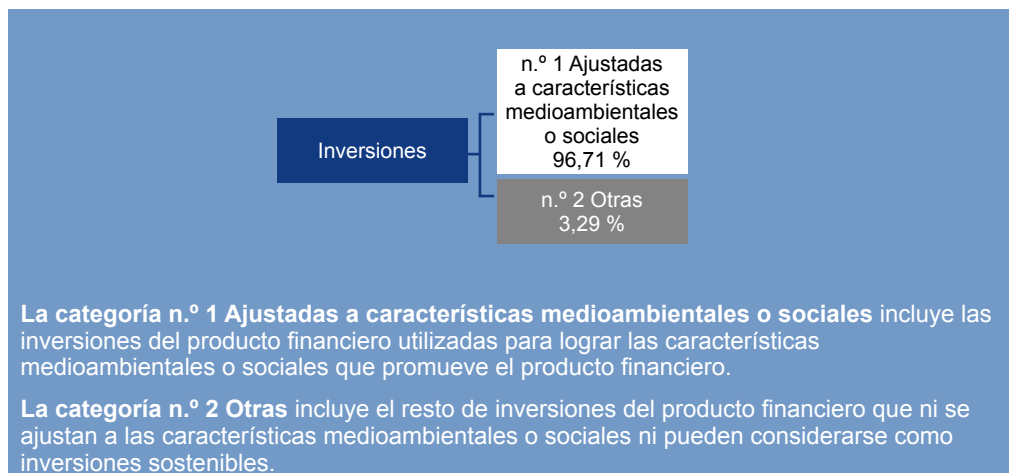 n.º 1 Ajustadas
a características
medioambientales
o sociales
96,71 %
Inversiones
n.º 2 Otras
3,29 %
La categoría n.º 1 Ajustadas a características medioambientales o sociales incluye las
inversiones del producto financiero utilizadas para lograr las características
medioambientales o sociales que promueve el producto financiero.
La categoría n.º 2 Otras incluye el resto de inversiones del producto financiero que ni se
ajustan a las características medioambientales o sociales ni pueden considerarse como
inversiones sostenibles.